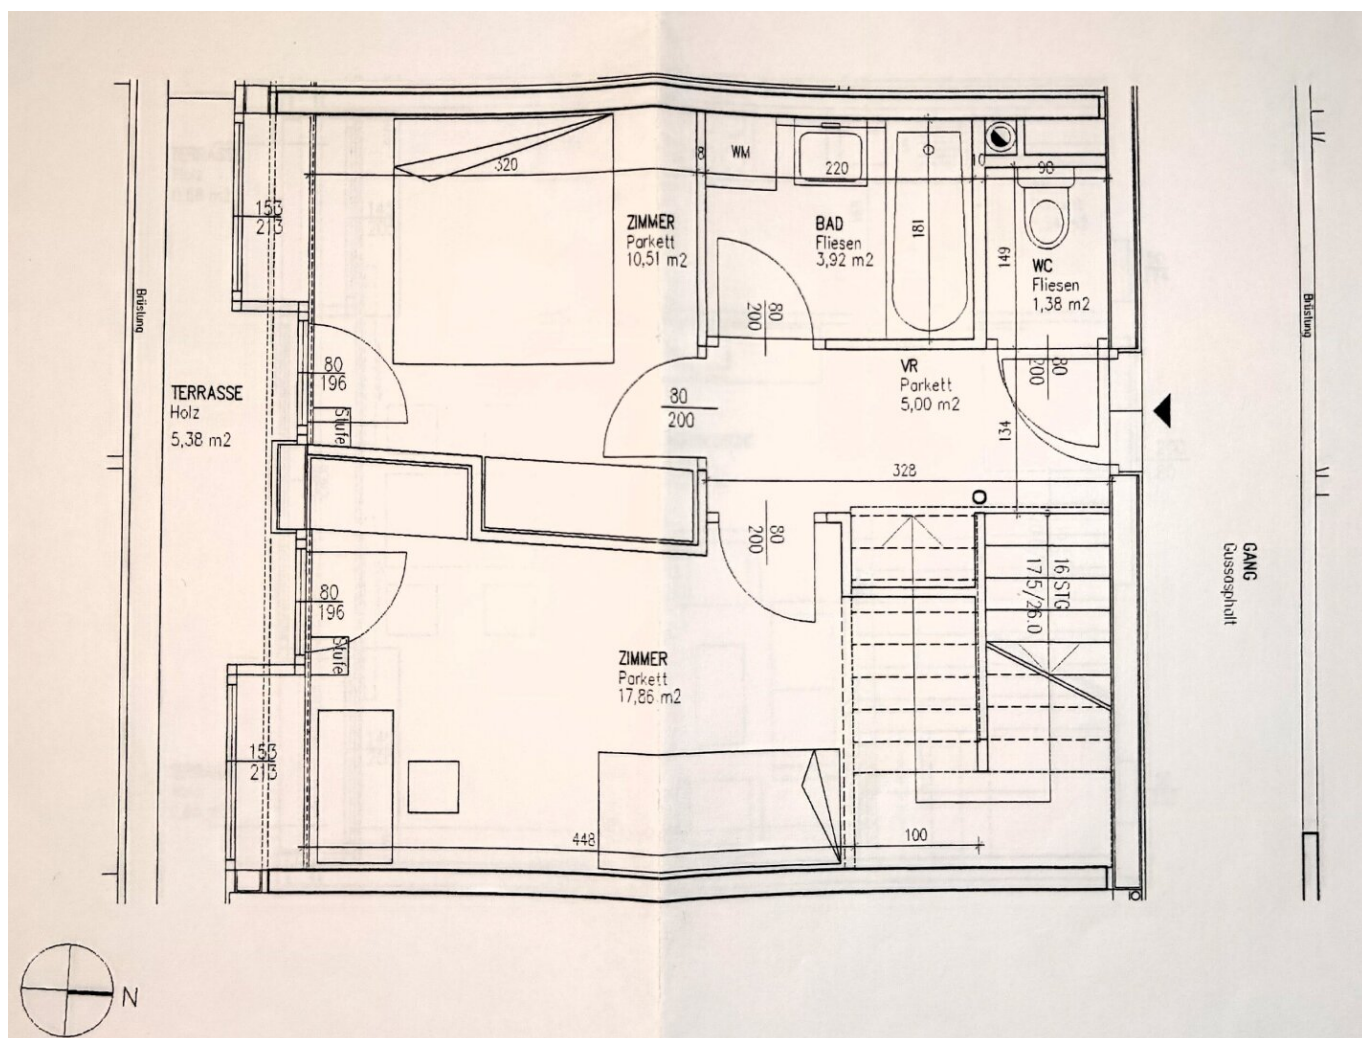 320
8
WM
220
10
90
153
213
ZIMMER
Parkett
10,51 m2
BAD
Fliesen
3,92 m2
181
149
WC
Fliesen
1,38 m2
Brüstung
Brüstung
80
200
80
200
80
196
Stufe
TERRASSE
Holz
5,38 m2
80
200
VR
Parkett
5,00 m2
134
328
80
200
16 STG
17.5/26.0
GANG
Gussasphalt
80
196
Stufe
ZIMMER
Parkett
17,86 m2
153
213
448
100
N